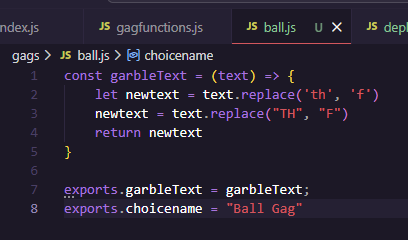 ndex.js JS gagfunctions.js JS ball.js U JS depl
gags > JS ball.js > choicename
1 const garbleText = (text) => {
2 let newtext = text.replace('th', 'f')
3 newtext = text.replace("TH", "F")
4 return newtext
5 }
6
7 exports.garbleText = garbleText;
8 exports.choicename = "Ball Gag"